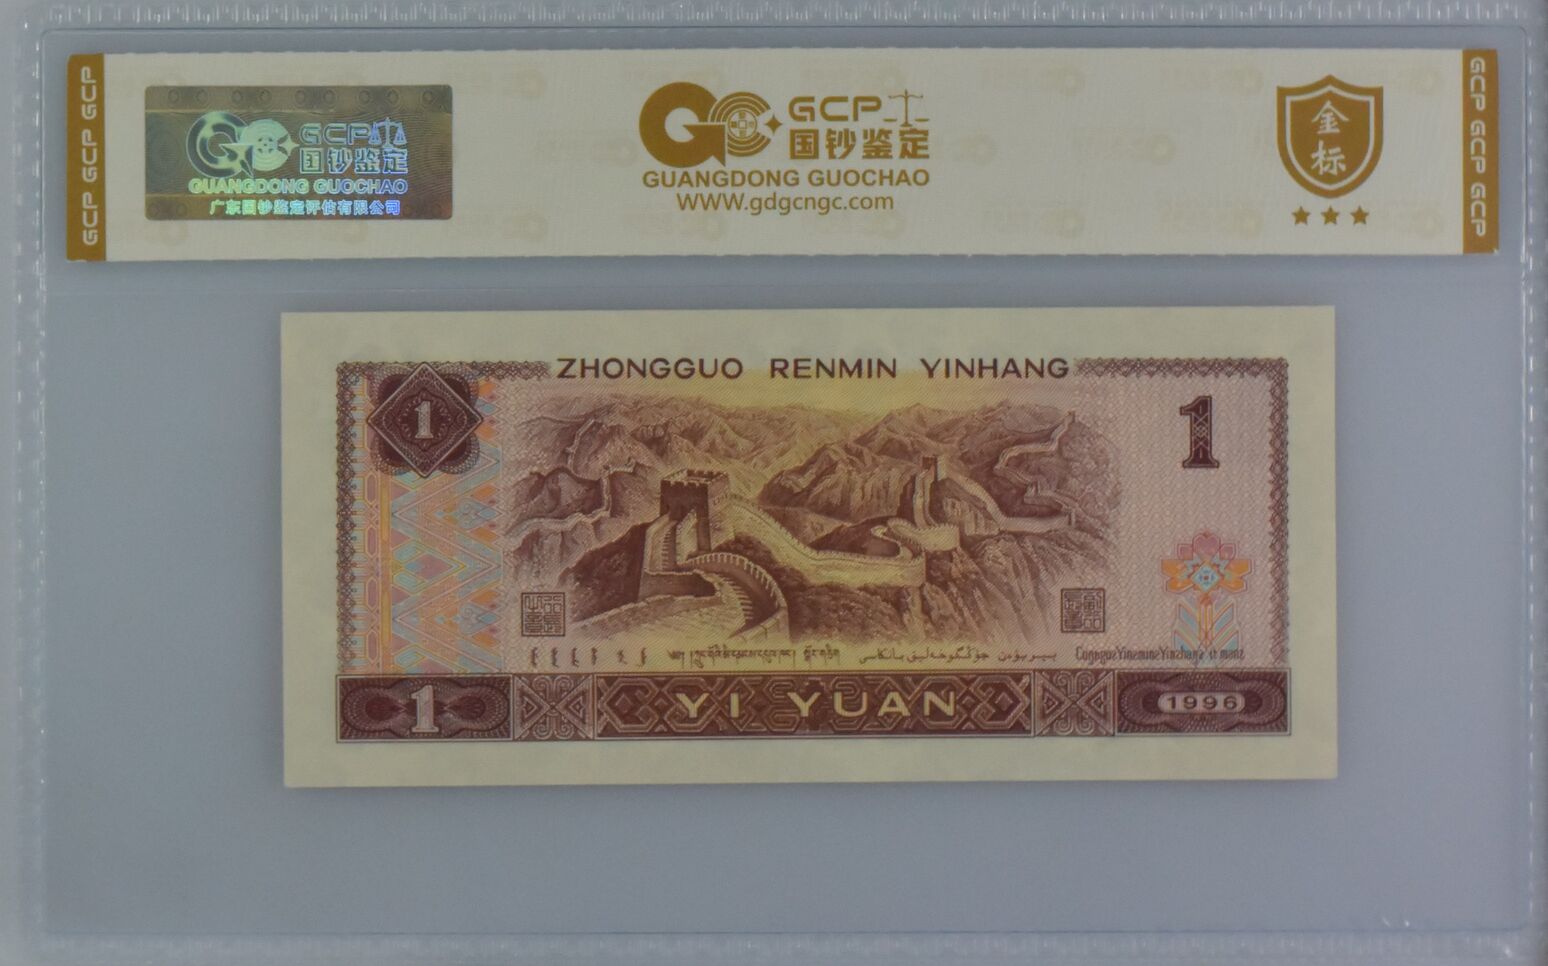 GCP GCP GCP
GCP
国钞鉴定
GUANGDONG GUOCHAO
广东国钞鉴定评估有限公司
GCP
国钞鉴定
GUANGDONG GUOCHAO
WWW.gdgcngc.com
金
标
GCP GCP GCP
ZHONGGUO RENMIN YINHANG
1
1
1
YI YUAN
1996